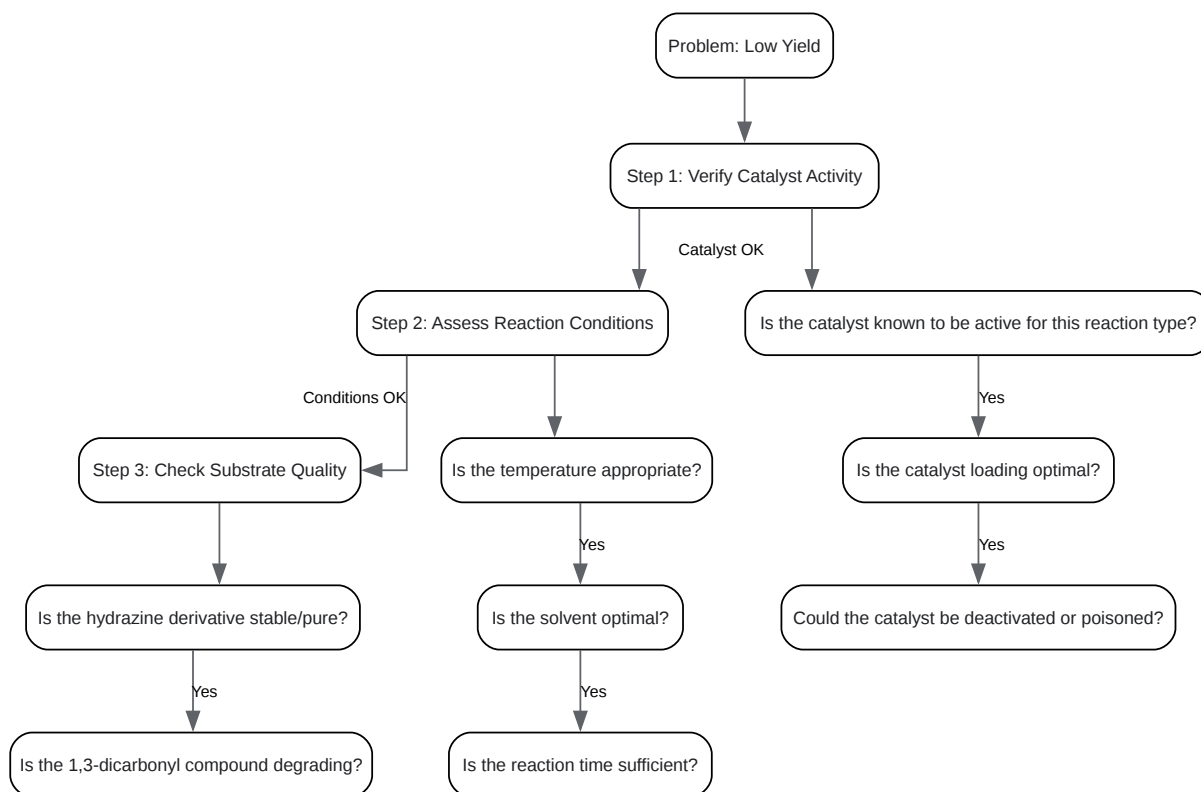 Problem: Low Yield
Step 1: Verify Catalyst Activity
Catalyst OK
Step 2: Assess Reaction Conditions
Is the catalyst known to be active for this reaction type?
Conditions OK
Yes
Step 3: Check Substrate Quality
Is the temperature appropriate?
Is the catalyst loading optimal?
Yes
Yes
Is the hydrazine derivative stable/pure?
Is the solvent optimal?
Could the catalyst be deactivated or poisoned?
Yes
Yes
Is the 1,3-dicarbonyl compound degrading?
Is the reaction time sufficient?